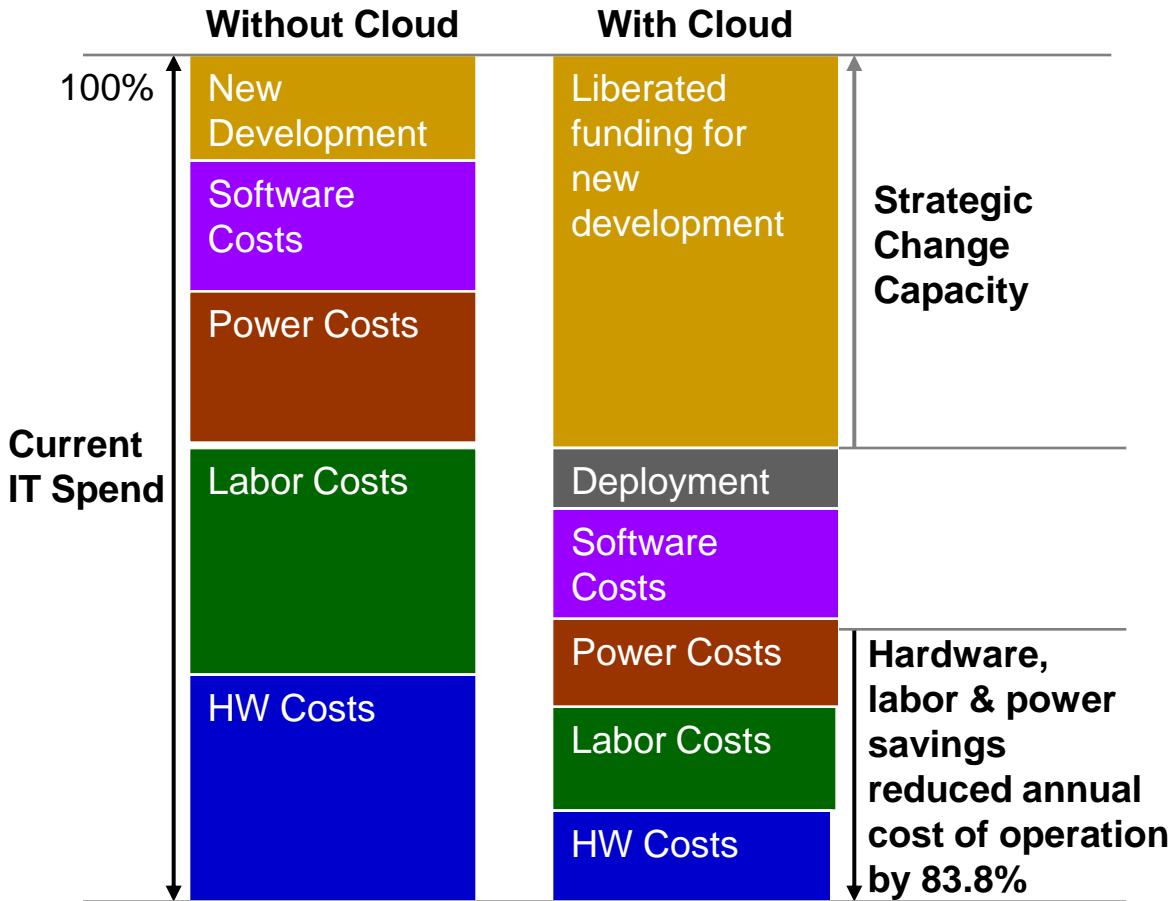 Without Cloud
With Cloud
100%
Current
IT Spend
New
Development
Software
Costs
Power Costs
Labor Costs
HW Costs
Liberated
funding for
new
development
Deployment
Software
Costs
Power Costs
Labor Costs
HW Costs
Strategic
Change
Capacity
Hardware,
labor & power
savings
reduced annual
cost of operation
by 83.8%